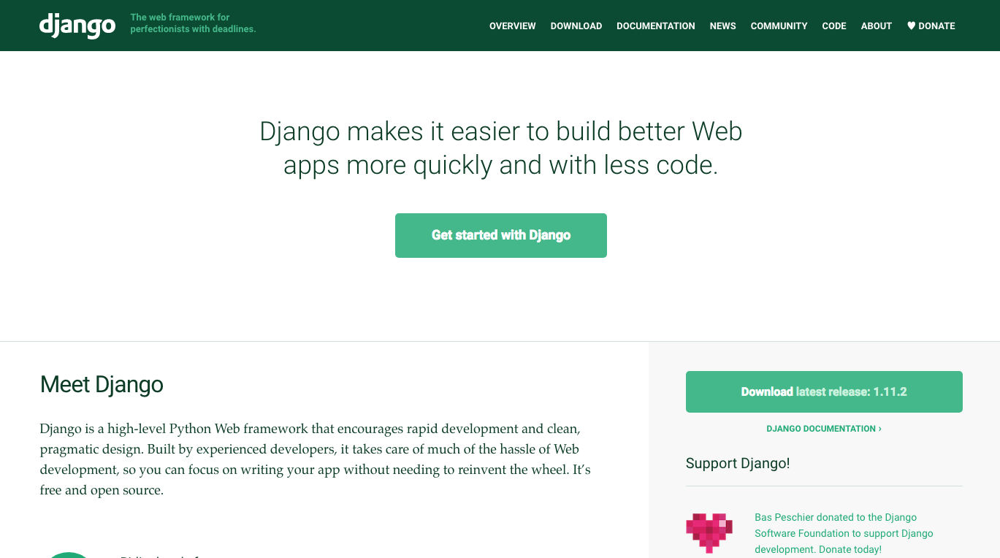 django
The web framework for
perfectionists with deadlines.
OVERVIEW DOWNLOAD DOCUMENTATION NEWS COMMUNITY CODE ABOUT ♥ DONATE
Django makes it easier to build better Web
apps more quickly and with less code.
Get started with Django
Meet Django
Django is a high-level Python Web framework that encourages rapid development and clean,
pragmatic design. Built by experienced developers, it takes care of much of the hassle of Web
development, so you can focus on writing your app without needing to reinvent the wheel. It’s
free and open source.
Download latest release: 1.11.2
DJANGO DOCUMENTATION ›
Support Django!
Bas Peschier donated to the Django
Software Foundation to support Django
development. Donate today!